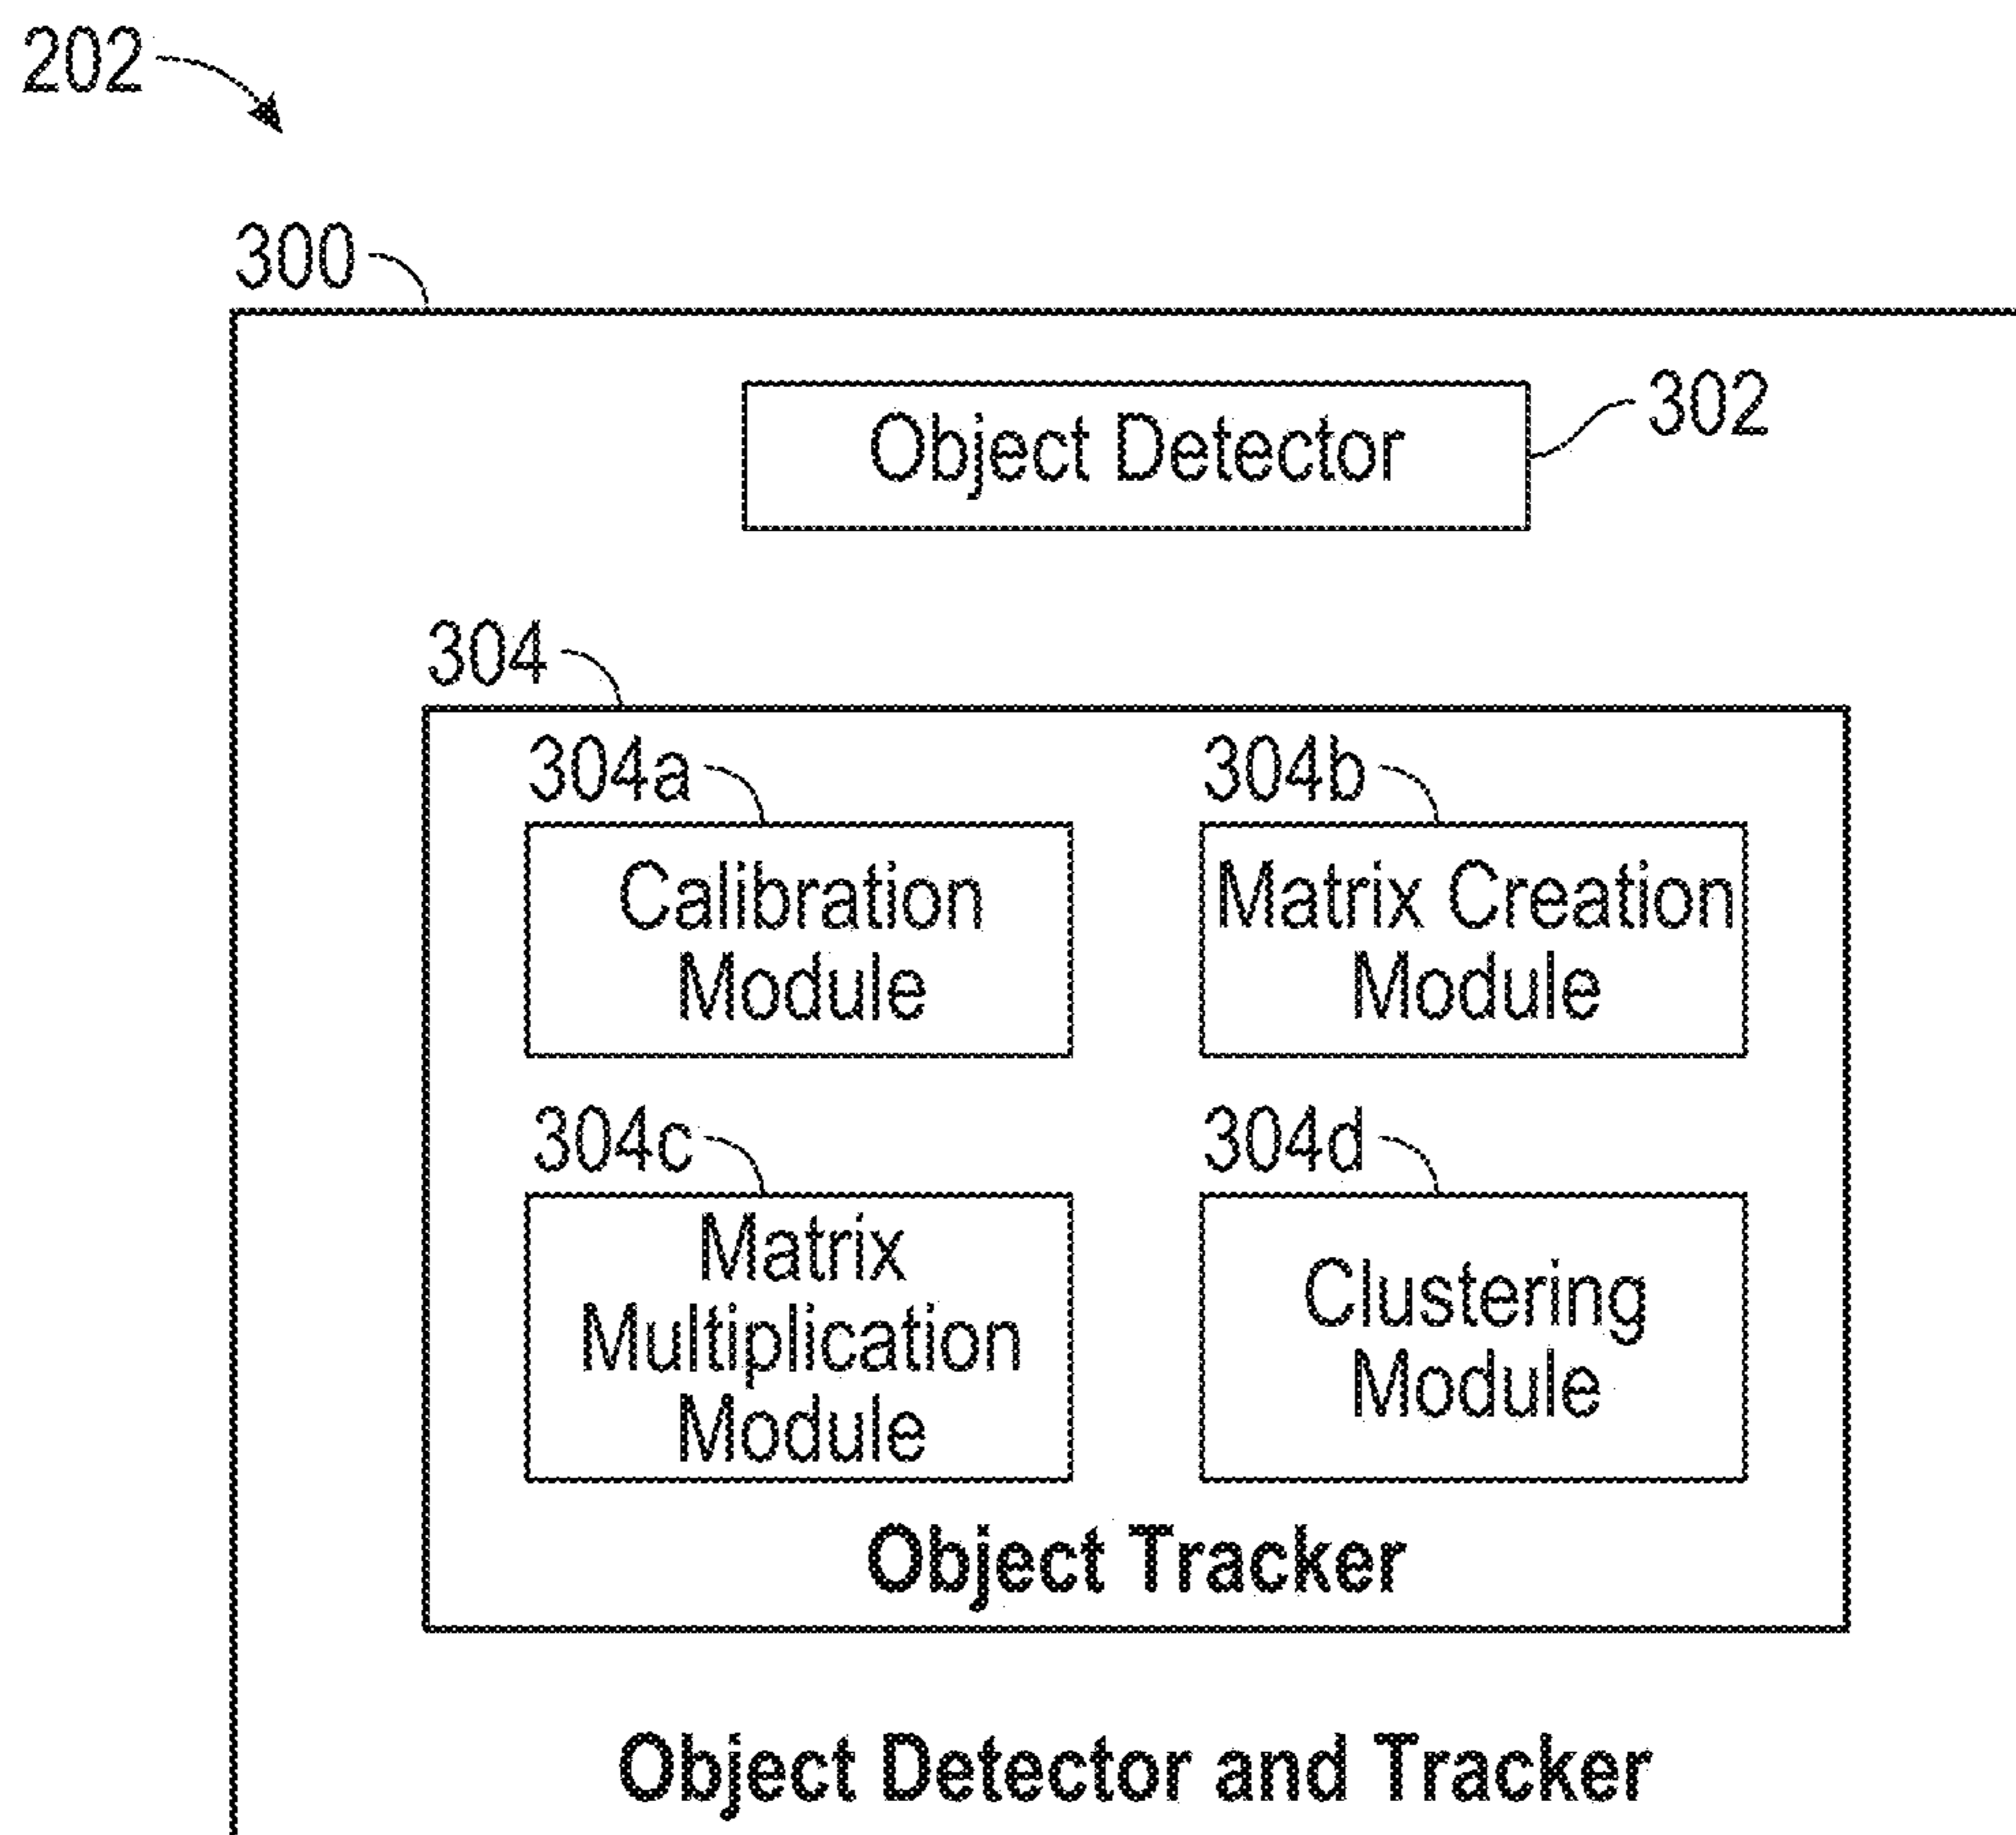 202
300
Object Detector
302
304
304a
304b
Calibration
Module
Matrix Creation
Module
304c
304d
Matrix
Multiplication
Module
Clustering
Module
Object Tracker
Object Detector and Tracker